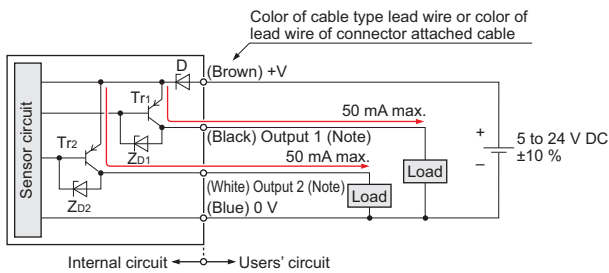 Color of cable type lead wire or color of
lead wire of connector attached cable
D
(Brown) +V
Tr1
50 mA max.
Sensor circuit
ZD1
(Black) Output 1 (Note)
+
5 to 24 V DC
±10 %
–
Tr2
50 mA max.
Load
ZD2
(White) Output 2 (Note)
Load
(Blue) 0 V
Internal circuit
Users' circuit